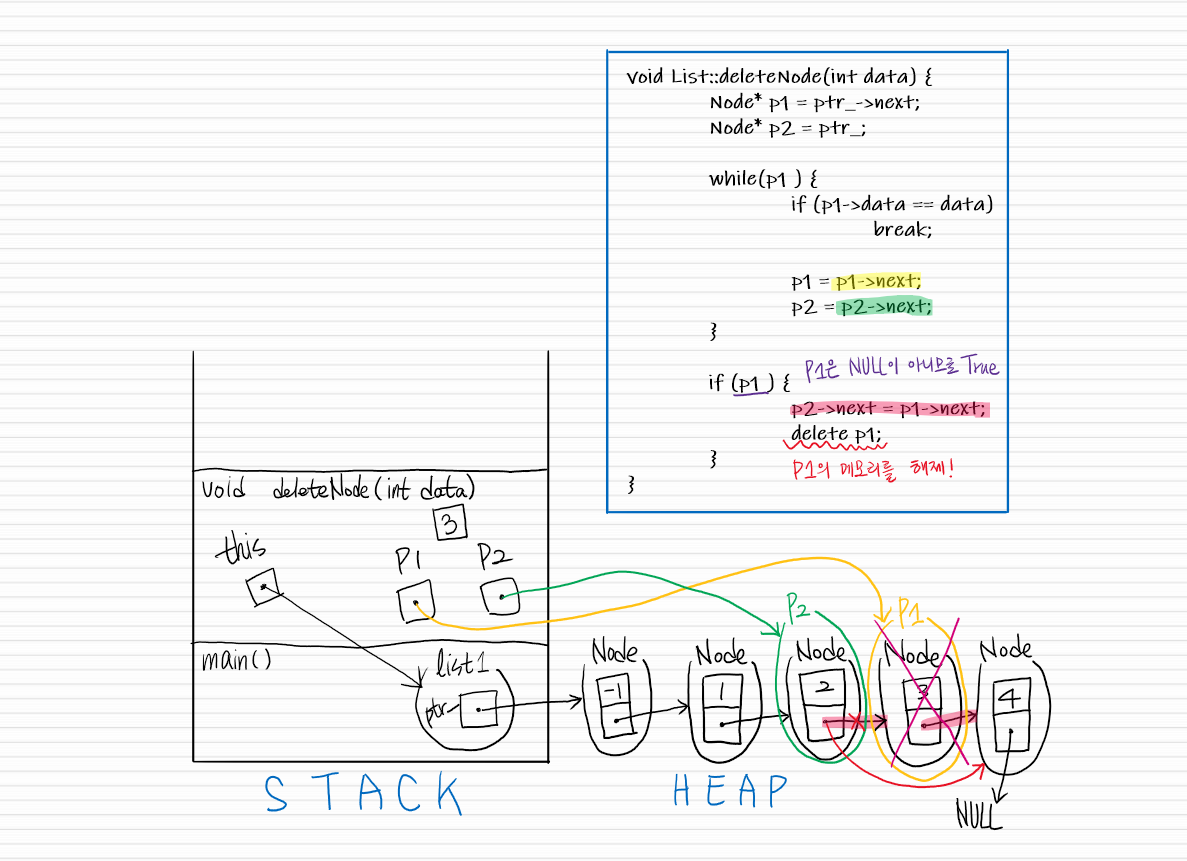 void List::deleteNode(int data) {
Node* p1 = ptr_->next;
Node* p2 = ptr_;
while(p1 ) {
if (p1->data == data)
break;
p1 = p1->next;
p2 = p2->next;
}
if (p1 ) {
P1은 NULL이 아니므로 True
p2->next = p1->next;
delete p1;
}
P1의 메모리를 해제!
}
void deleteNode(int data)
3
this
P1
P2
main()
list1
ptr_
P2
P1
Node
Node
Node
Node
Node
-1
1
2
3
4
NULL
STACK
HEAP